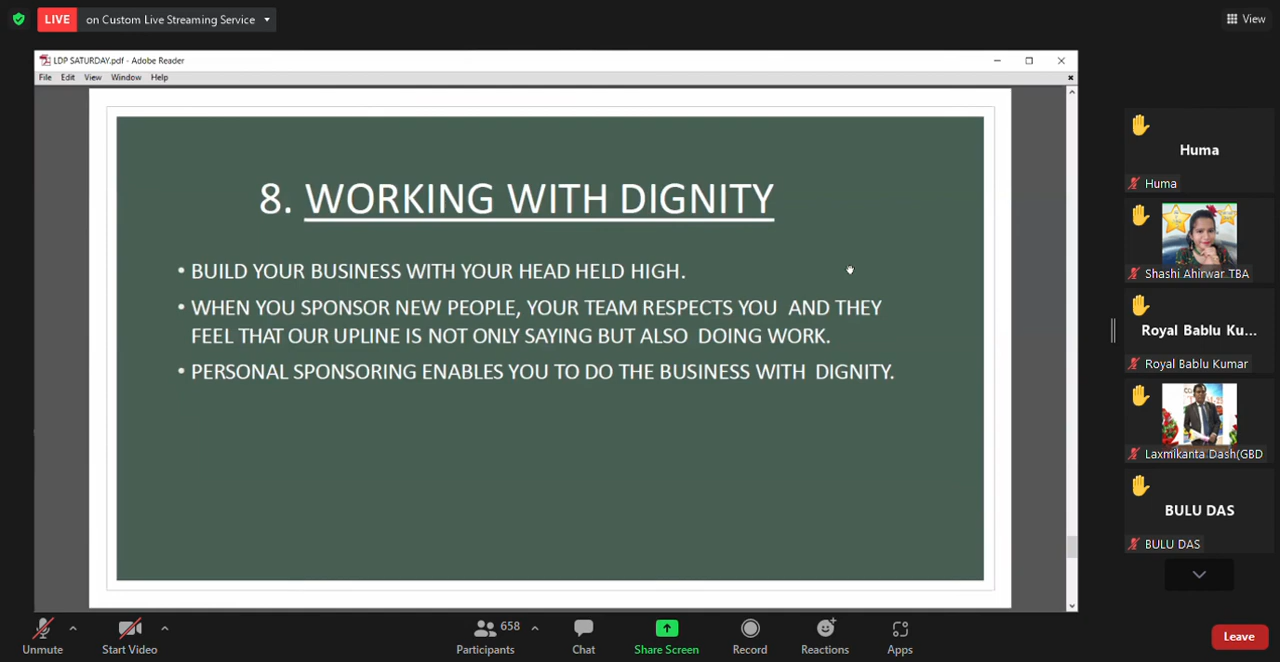 LIVE on Custom Live Streaming Service
View
LDP SATURDAY.pdf - Adobe Reader
File Edit View Window Help
8. WORKING WITH DIGNITY
• BUILD YOUR BUSINESS WITH YOUR HEAD HELD HIGH.
• WHEN YOU SPONSOR NEW PEOPLE, YOUR TEAM RESPECTS YOU AND THEY
FEEL THAT OUR UPLINE IS NOT ONLY SAYING BUT ALSO DOING WORK.
• PERSONAL SPONSORING ENABLES YOU TO DO THE BUSINESS WITH DIGNITY.
Huma
Huma
Shashi Ahirwar TBA
Royal Bablu Ku...
Royal Bablu Kumar
Laxmikanta Dash(GBD
BULU DAS
BULU DAS
Unmute
Start Video
658
Participants
Chat
Share Screen
Record
Reactions
Apps
Leave